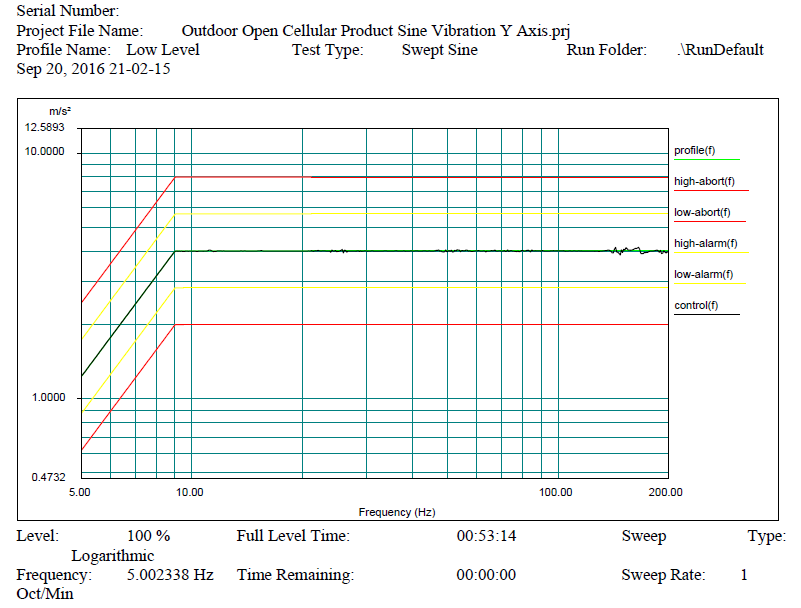 Serial Number:
Project File Name: Outdoor Open Cellular Product Sine Vibration Y Axis.prj
Profile Name: Low Level Test Type: Swept Sine Run Folder: .\RunDefault
Sep 20, 2016 21-02-15
m/s²
12.5893
10.0000
1.0000
0.4732
5.00 10.00 100.00 200.00
Frequency (Hz)
profile(f)
high-abort(f)
low-abort(f)
high-alarm(f)
low-alarm(f)
control(f)
Level: 100 % Full Level Time: 00:53:14 Sweep Type:
Logarithmic
Frequency: 5.002338 Hz Time Remaining: 00:00:00 Sweep Rate: 1
Oct/Min